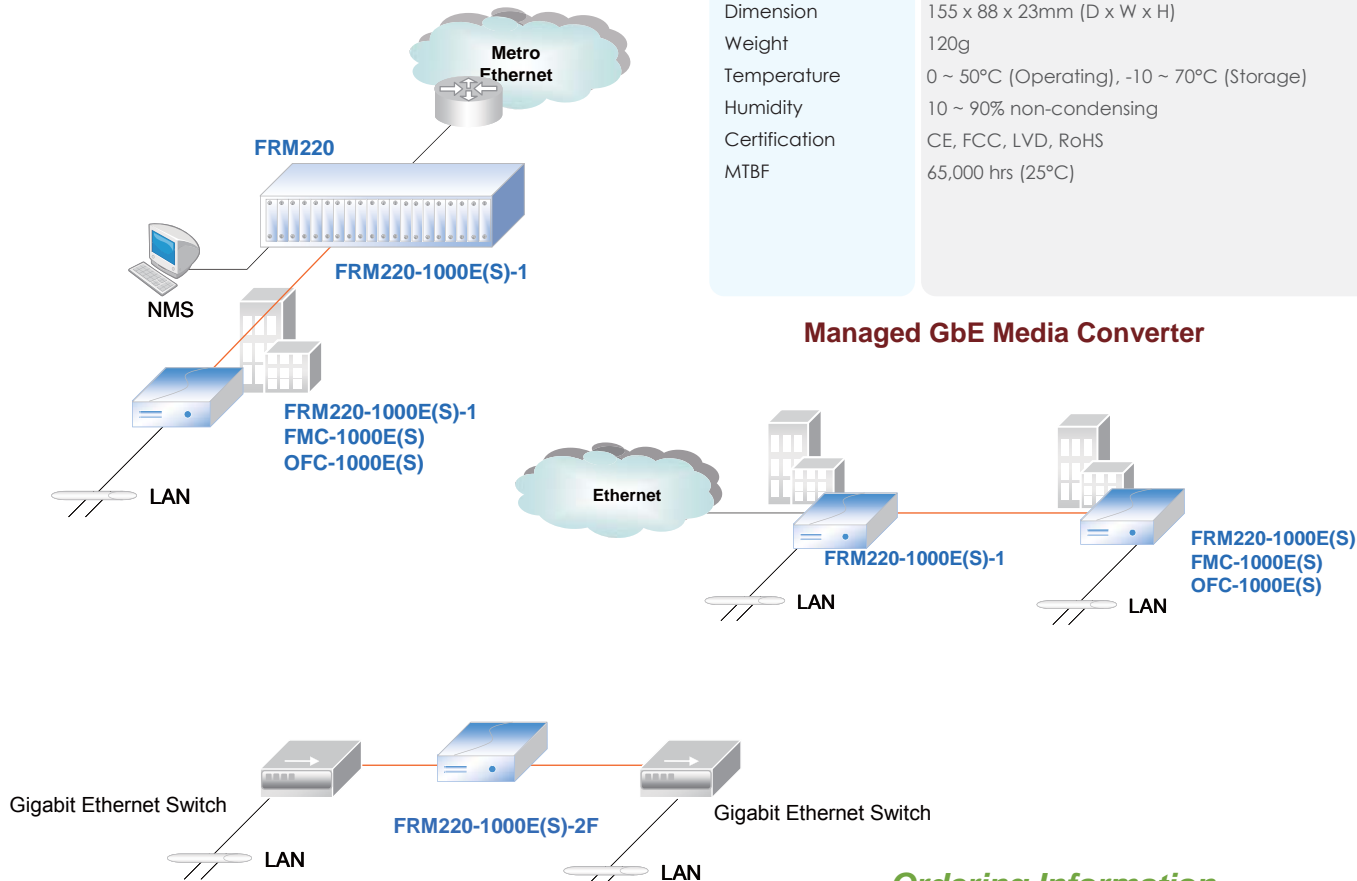 Dimension 155 x 88 x 23mm (D x W x H)
Weight 120g
Temperature 0 ~ 50°C (Operating), -10 ~ 70°C (Storage)
Humidity 10 ~ 90% non-condensing
Certification CE, FCC, LVD, RoHS
MTBF 65,000 hrs (25°C)
Metro
Ethernet
FRM220
FRM220-1000E(S)-1
NMS
FRM220-1000E(S)-1
FMC-1000E(S)
OFC-1000E(S)
LAN
Managed GbE Media Converter
Ethernet
FRM220-1000E(S)-1
LAN
FRM220-1000E(S)
FMC-1000E(S)
OFC-1000E(S)
LAN
Gigabit Ethernet Switch
FRM220-1000E(S)-2F
Gigabit Ethernet Switch
LAN
LAN
Ordering Information